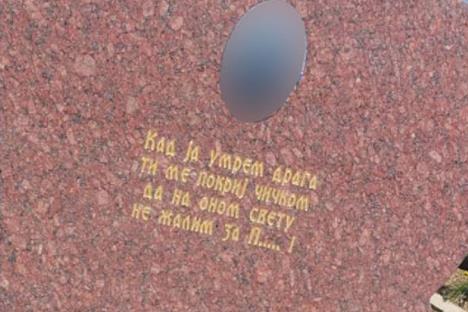 Кад ја умрем драга
ти ме покриј чичком
да на оном свету
не жалим за П..... !